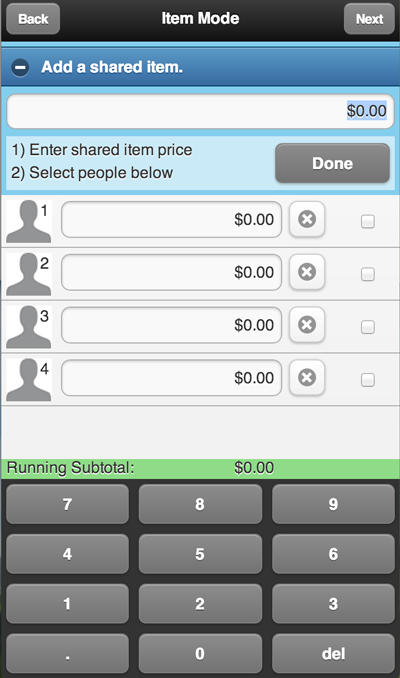 Back Item Mode Next
Add a shared item.
$0.00
1) Enter shared item price
2) Select people below
Done
1 $0.00
2 $0.00
3 $0.00
4 $0.00
Running Subtotal: $0.00
7 8 9
4 5 6
1 2 3
. 0 del